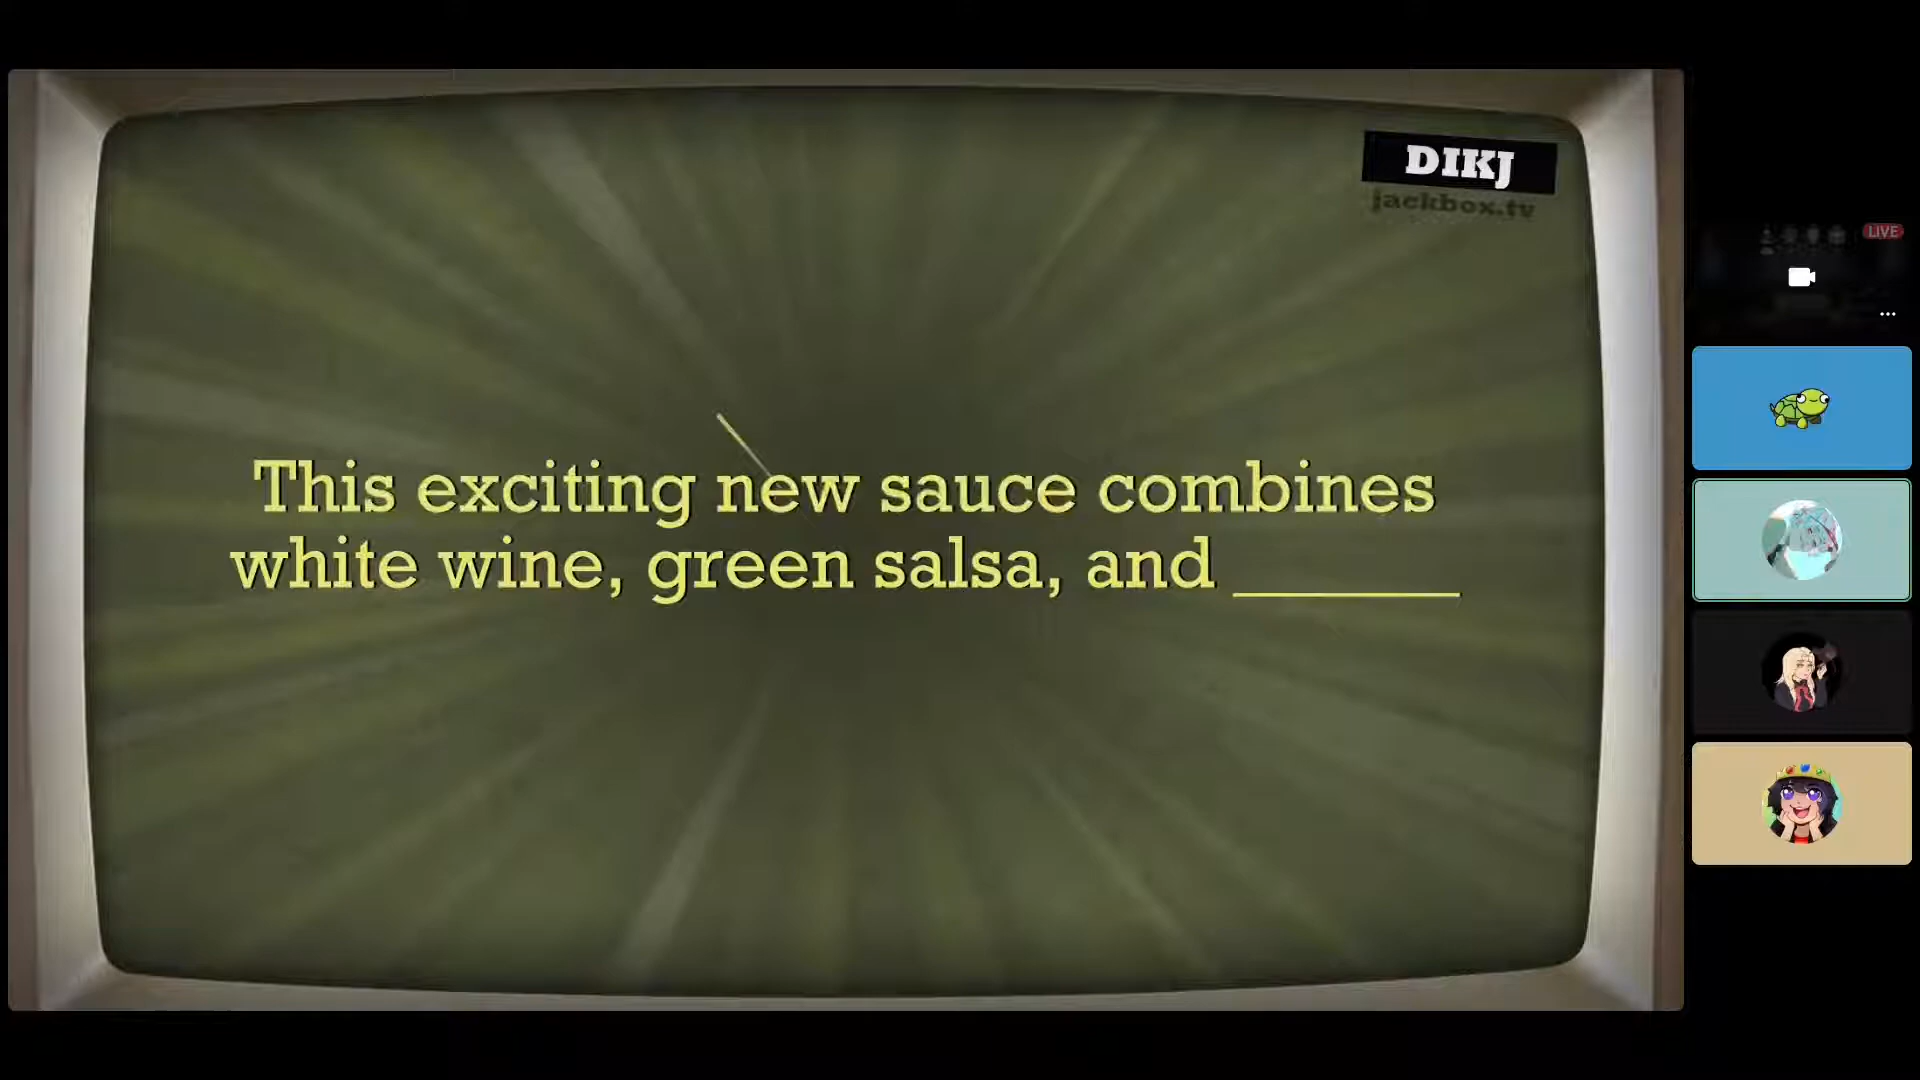 DIKJ
jackbox.tv
LIVE
This exciting new sauce combines
white wine, green salsa, and ______